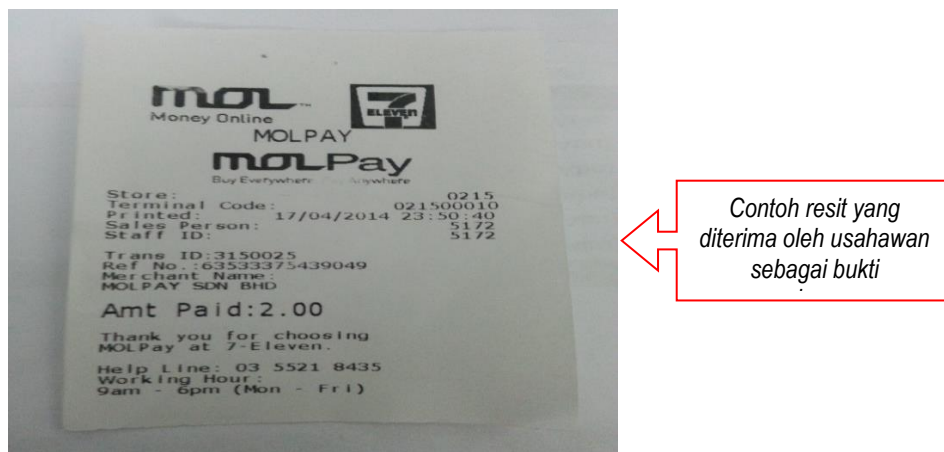 mol™
Money Online
7
ELEVEN
MOLPAY
molPay
Buy Everywhere Anywhere
Store: 0215
Terminal Code: 021500010
Printed: 17/04/2014 23:50:40
Sales Person: 5172
Staff ID: 5172
Trans ID:3150025
Ref No.:63533375439049
Merchant Name:
MOLPAY SDN BHD
Amt Paid:2.00
Thank you for choosing
MOLPay at 7-Eleven.
Help Line: 03 5521 8435
Working Hour:
9am - 6pm (Mon - Fri)
Contoh resit yang
diterima oleh usahawan
sebagai bukti